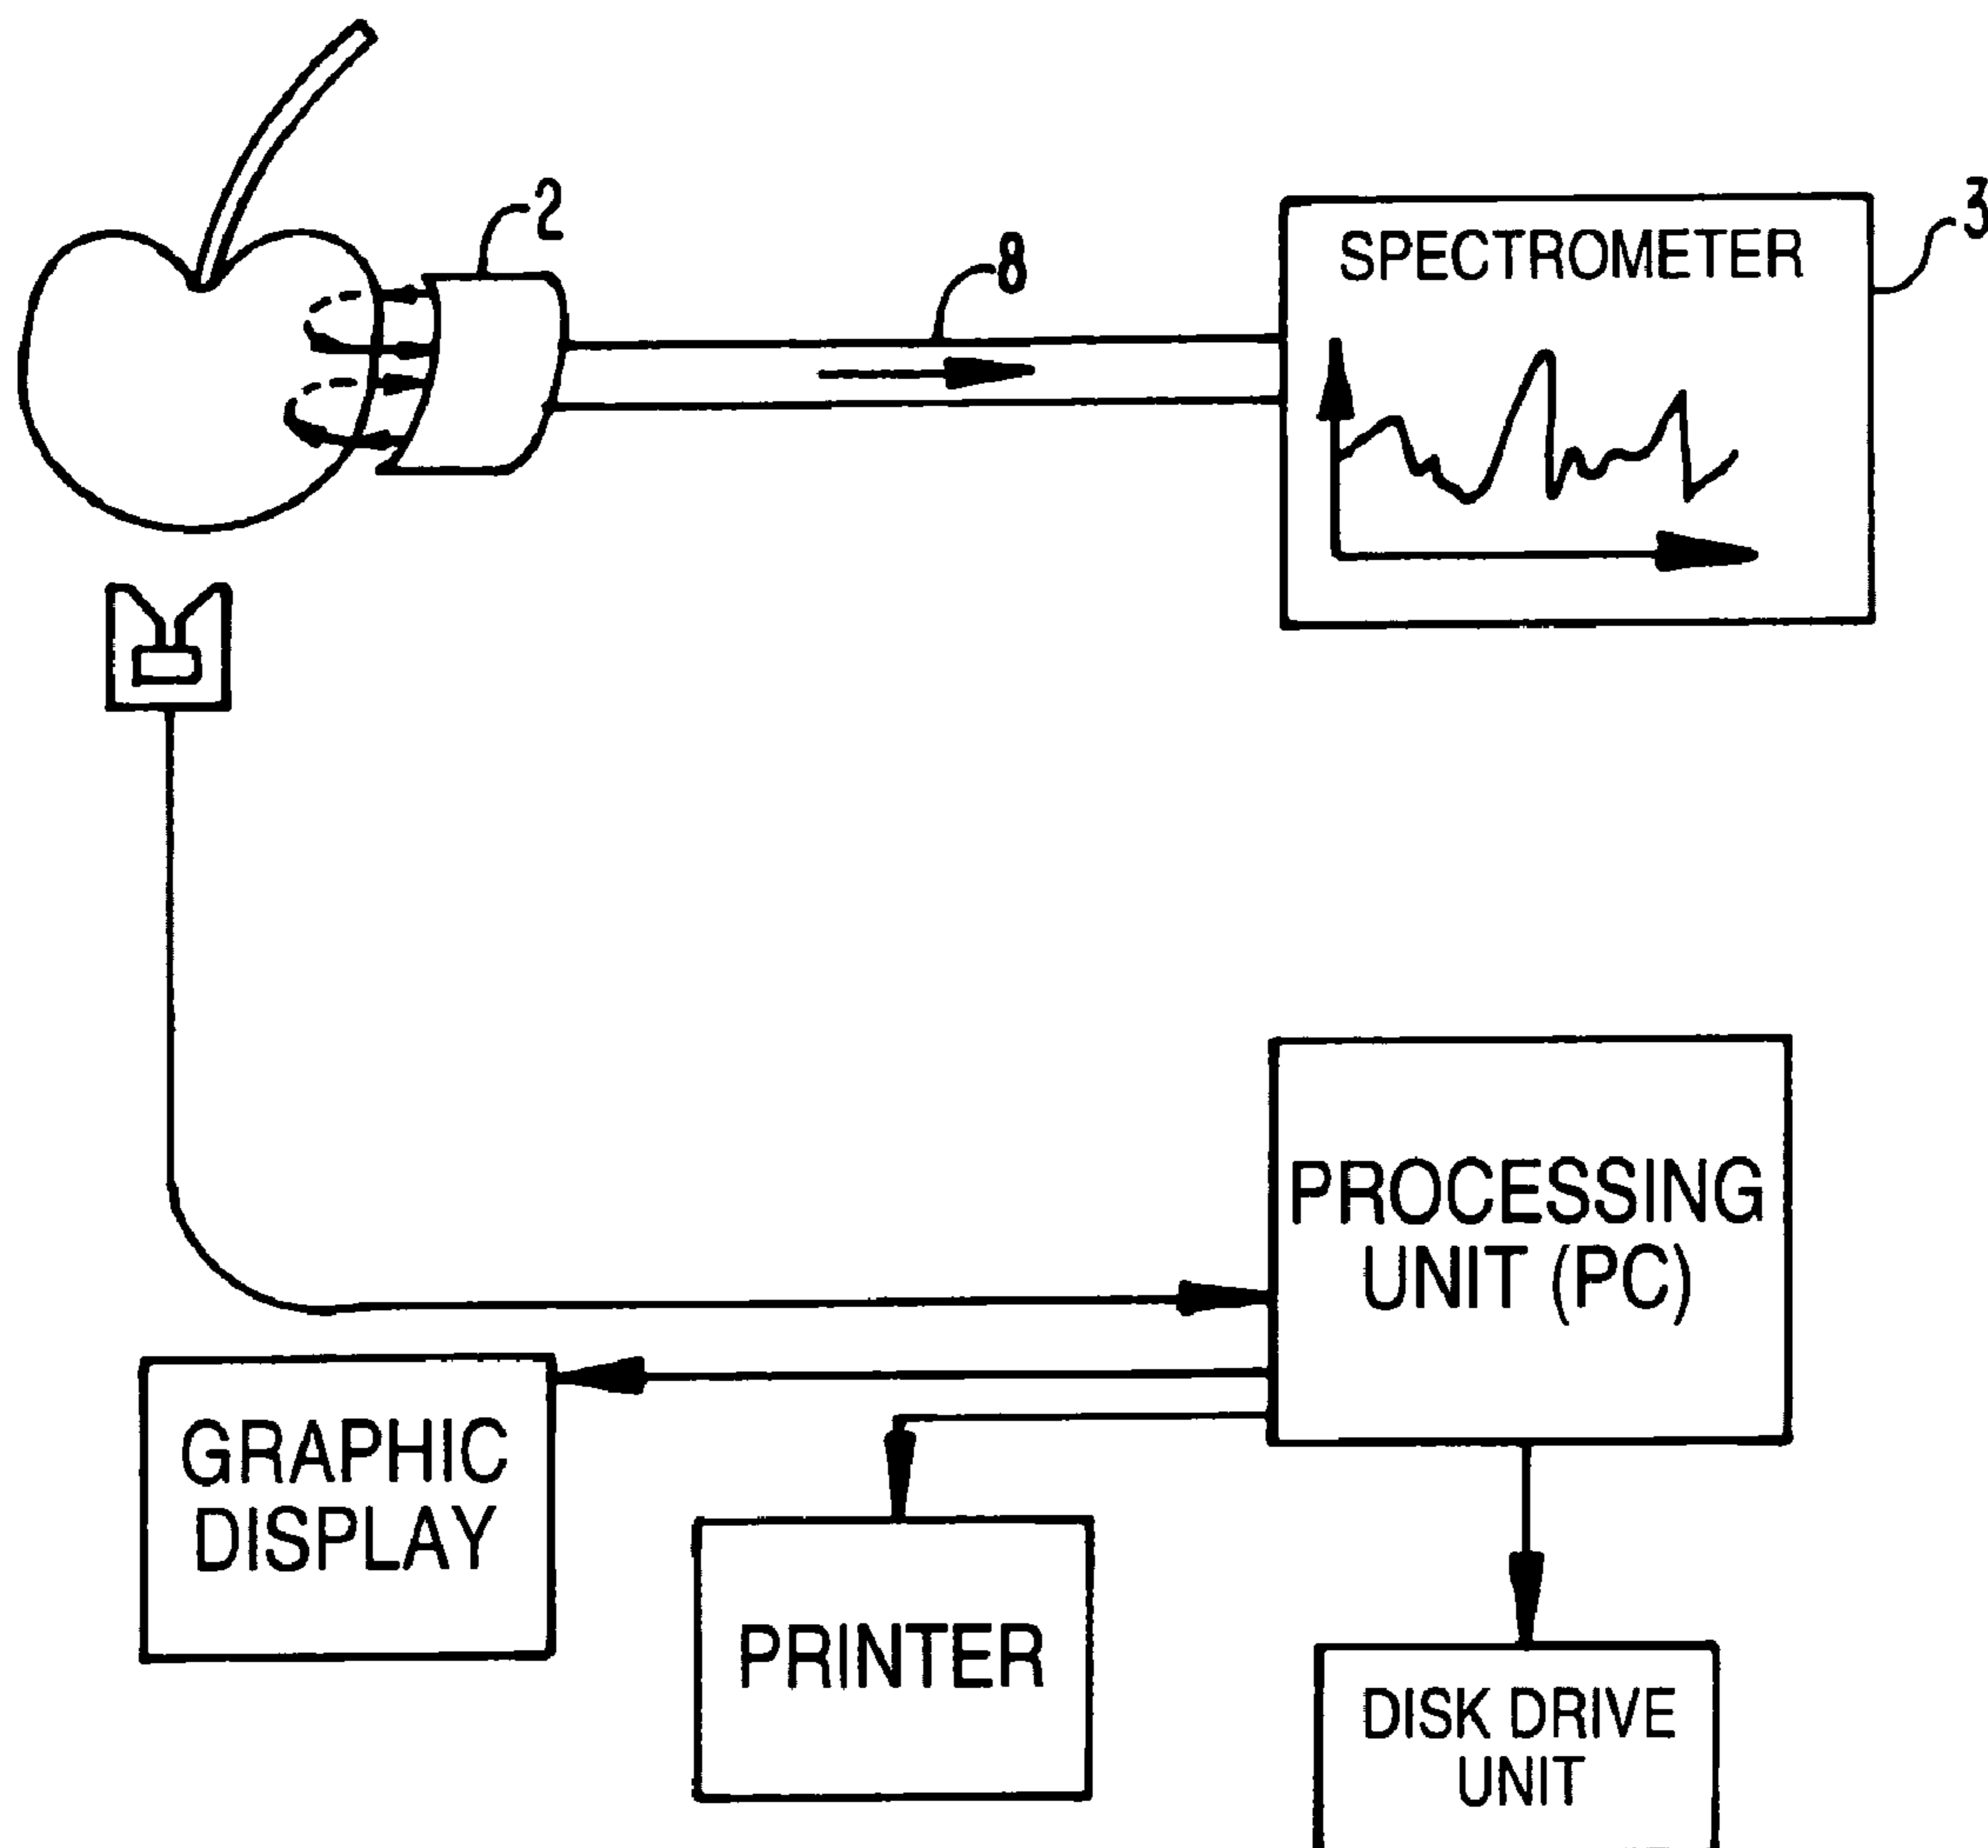 2
8
3
SPECTROMETER
PROCESSING
UNIT (PC)
GRAPHIC
DISPLAY
PRINTER
DISK DRIVE
UNIT